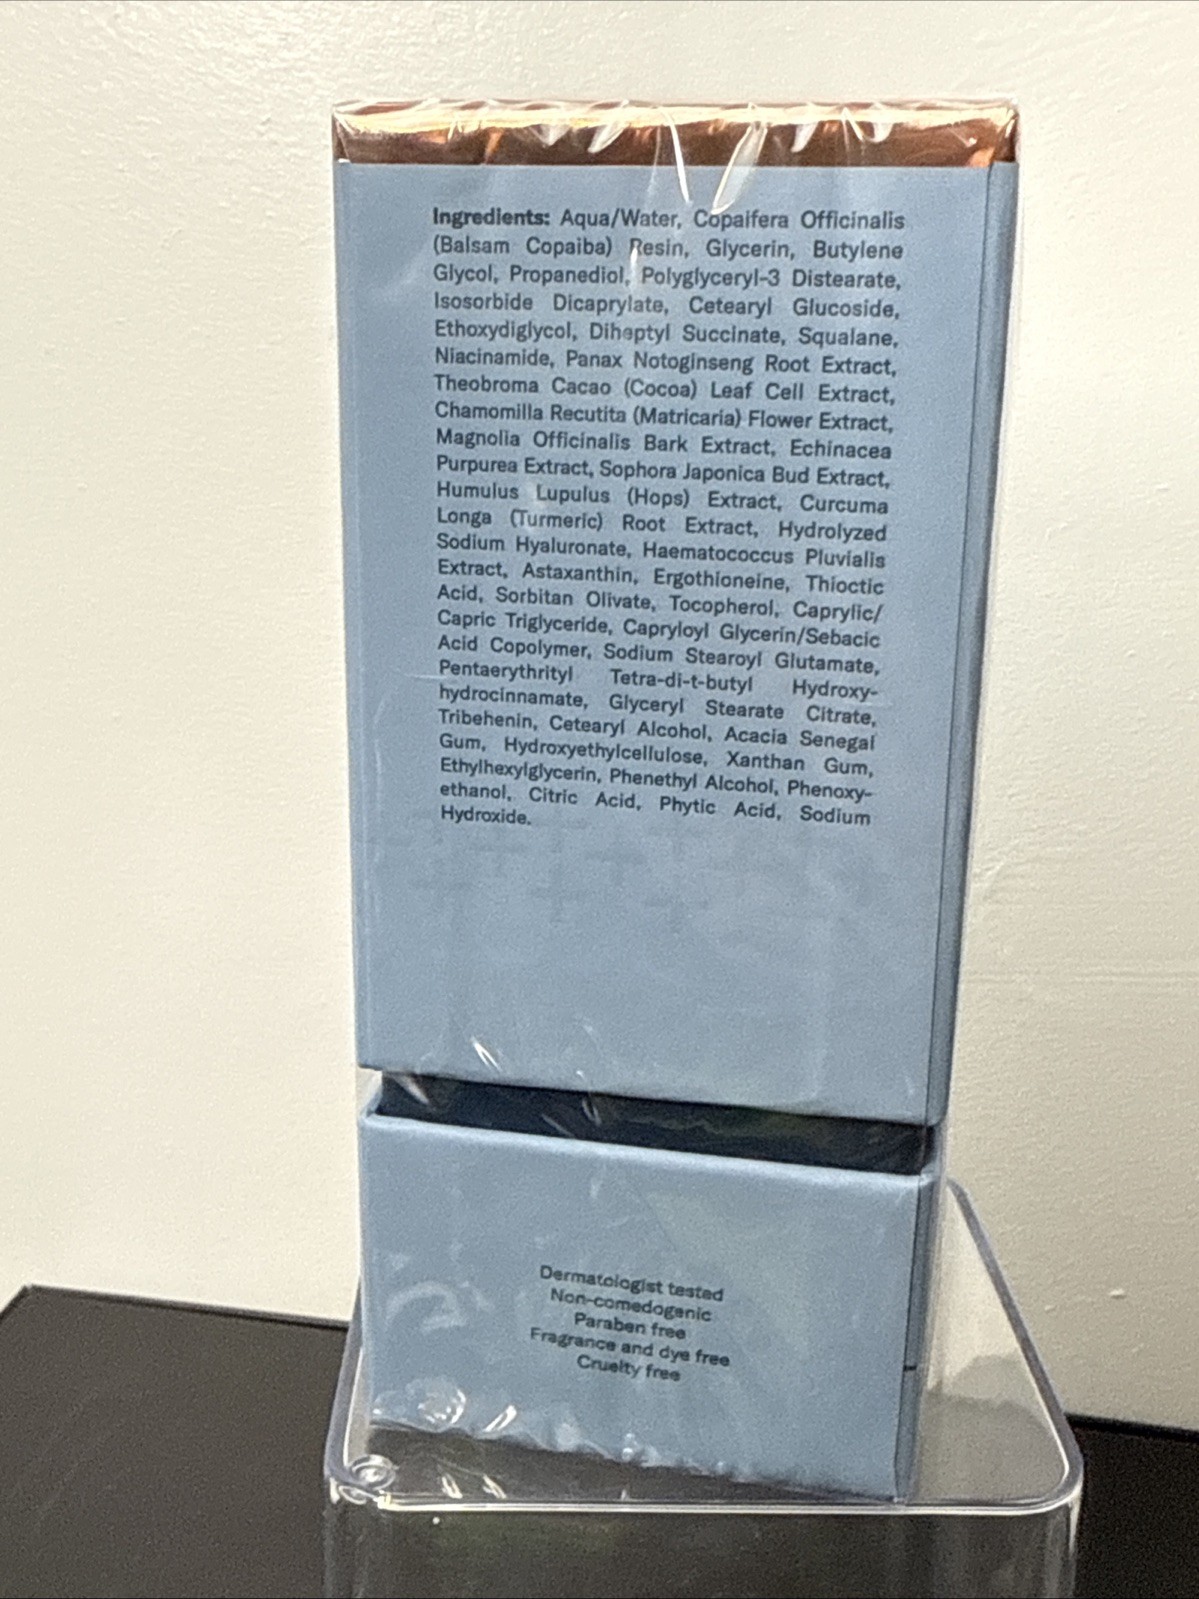 Ingredients: Aqua/Water, Copaifera Officinalis
(Balsam Copaiba) Resin, Glycerin, Butylene
Glycol, Propanediol, Polyglyceryl-3 Distearate,
Isosorbide Dicaprylate, Cetearyl Glucoside,
Ethoxydiglycol, Diheptyl Succinate, Squalane,
Niacinamide, Panax Notoginseng Root Extract,
Theobroma Cacao (Cocoa) Leaf Cell Extract,
Chamomilla Recutita (Matricaria) Flower Extract,
Magnolia Officinalis Bark Extract, Echinacea
Purpurea Extract, Sophora Japonica Bud Extract,
Humulus Lupulus (Hops) Extract, Curcuma
Longa (Turmeric) Root Extract, Hydrolyzed
Sodium Hyaluronate, Haematococcus Pluvialis
Extract, Astaxanthin, Ergothioneine, Thioctic
Acid, Sorbitan Olivate, Tocopherol, Caprylic/
Capric Triglyceride, Capryloyl Glycerin/Sebacic
Acid Copolymer, Sodium Stearoyl Glutamate,
Pentaerythrityl Tetra-di-t-butyl Hydroxy-
hydrocinnamate, Glyceryl Stearate Citrate,
Tribehenin, Cetearyl Alcohol, Acacia Senegal
Gum, Hydroxyethylcellulose, Xanthan Gum,
Ethylhexylglycerin, Phenethyl Alcohol, Phenoxy-
ethanol, Citric Acid, Phytic Acid, Sodium
Hydroxide.
Dermatologist tested
Non-comedogenic
Paraben free
Fragrance and dye free
Cruelty free